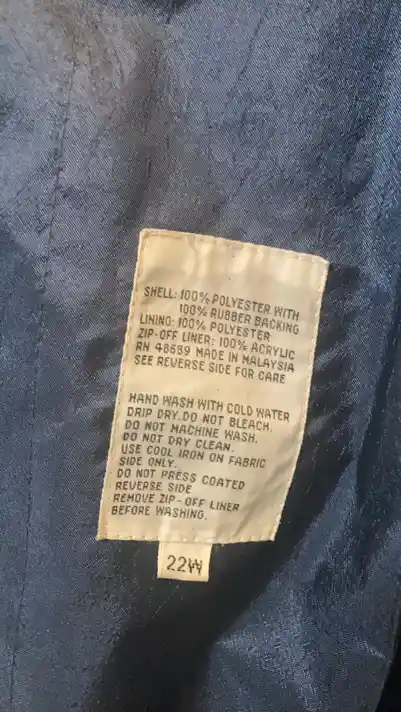 SHELL: 100% POLYESTER WITH
100% RUBBER BACKING
LINING: 100% POLYESTER
ZIP-OFF LINER: 100% ACRYLIC
RN 48689 MADE IN MALAYSIA
SEE REVERSE SIDE FOR CARE
HAND WASH WITH COLD WATER
DRIP DRY. DO NOT BLEACH.
DO NOT MACHINE WASH.
DO NOT DRY CLEAN.
USE COOL IRON ON FABRIC
SIDE ONLY.
DO NOT PRESS COATED
REVERSE SIDE
REMOVE ZIP-OFF LINER
BEFORE WASHING.
22W